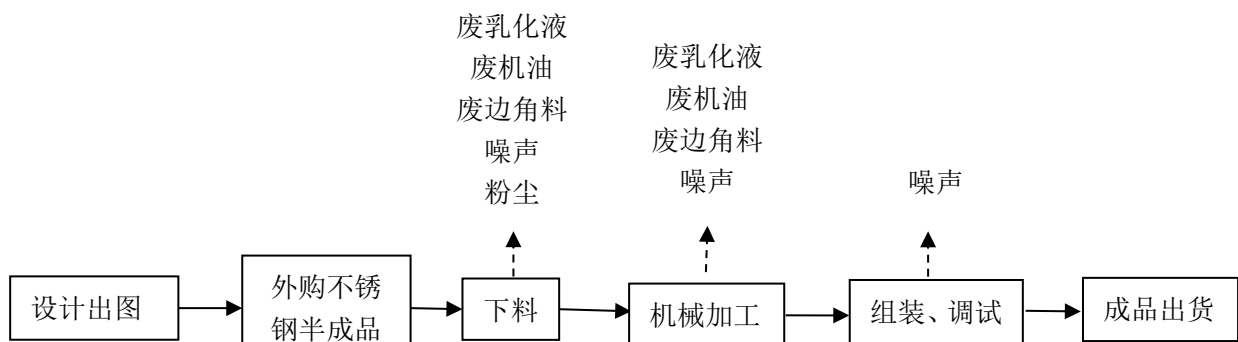 废乳化液
废机油
废边角料
噪声
粉尘
废乳化液
废机油
废边角料
噪声
噪声
设计出图
外购不锈
钢半成品
下料
机械加工
组装、调试
成品出货